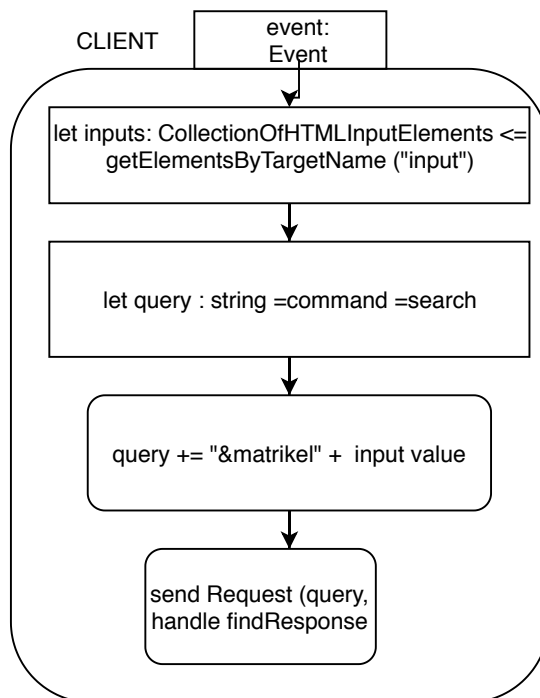 CLIENT
event:
Event
let inputs: CollectionOfHTMLInputElements <=
getElementsByTargetName ("input")
let query : string =command =search
query += "&matrikel" + input value
send Request (query,
handle findResponse